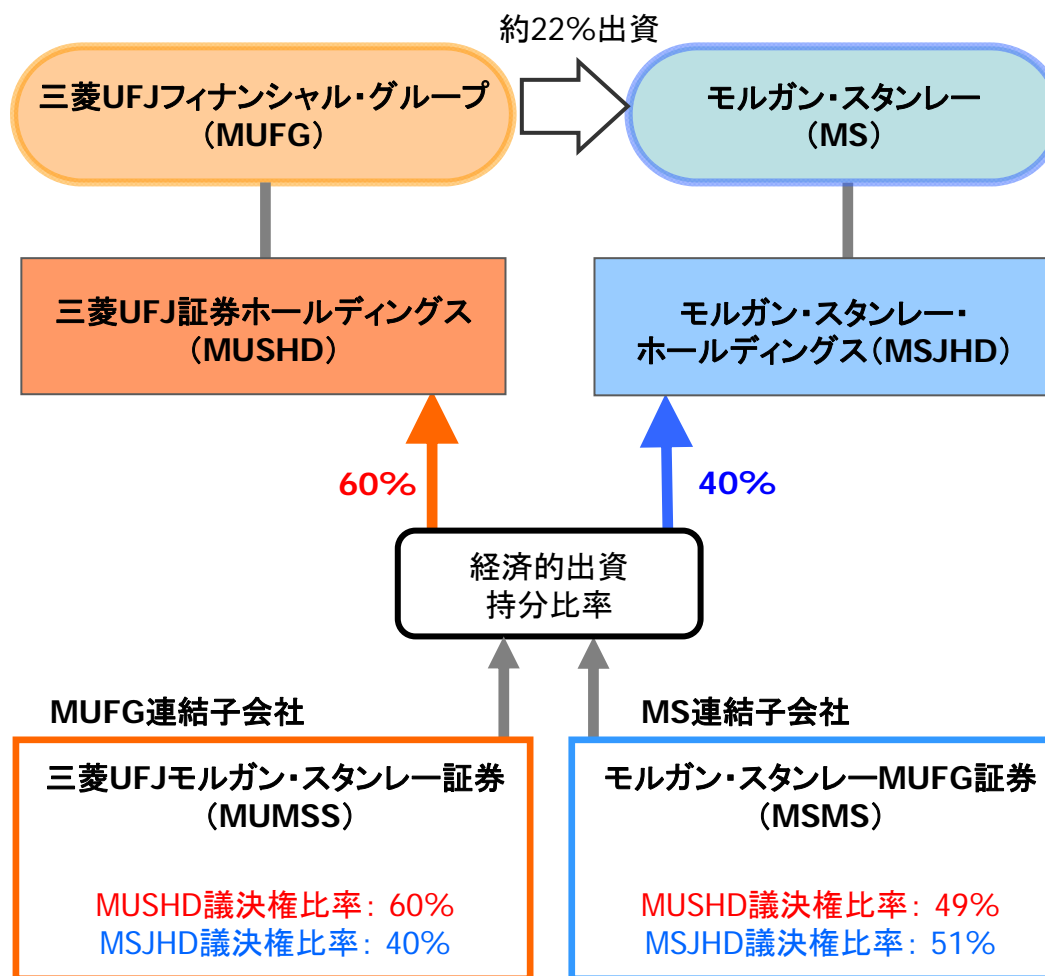 約22%出資
三菱UFJフィナンシャル・グループ
(MUFG)
モルガン・スタンレー
(MS)
三菱UFJ証券ホールディングス
(MUSHD)
モルガン・スタンレー・
ホールディングス(MSJHD)
60%
40%
経済的出資
持分比率
MUFG連結子会社
三菱UFJモルガン・スタンレー証券
(MUMSS)
MUSHD議決権比率: 60%
MSJHD議決権比率: 40%
MS連結子会社
モルガン・スタンレーMUFG証券
(MSMS)
MUSHD議決権比率: 49%
MSJHD議決権比率: 51%